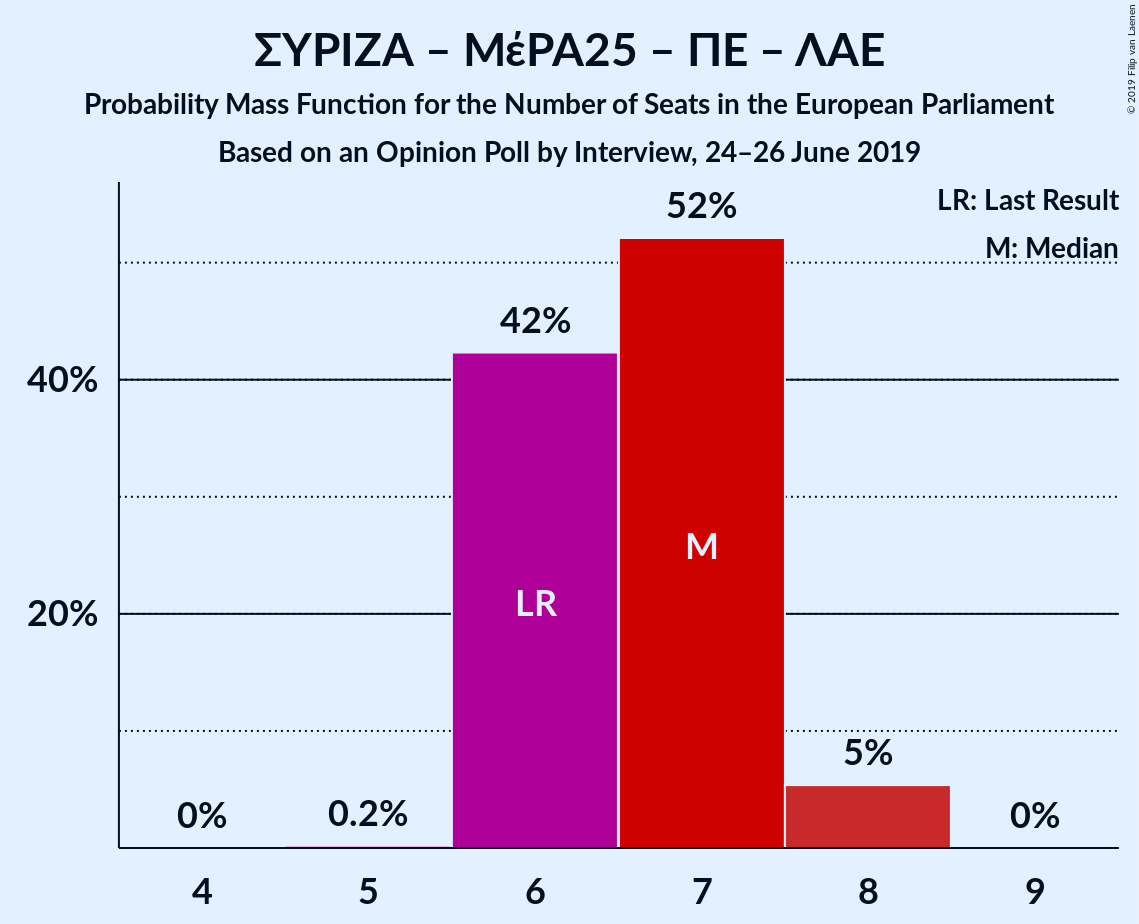 ΣΥΡΙΖΑ – ΜέΡΑ25 – ΠΕ – ΛΑΕ
Probability Mass Function for the Number of Seats in the European Parliament
Based on an Opinion Poll by Interview, 24–26 June 2019
© 2019 Filip van Laenen
LR: Last Result
M: Median
52%
42%
40%
M
LR
20%
5%
0%
0.2%
0%
4
5
6
7
8
9